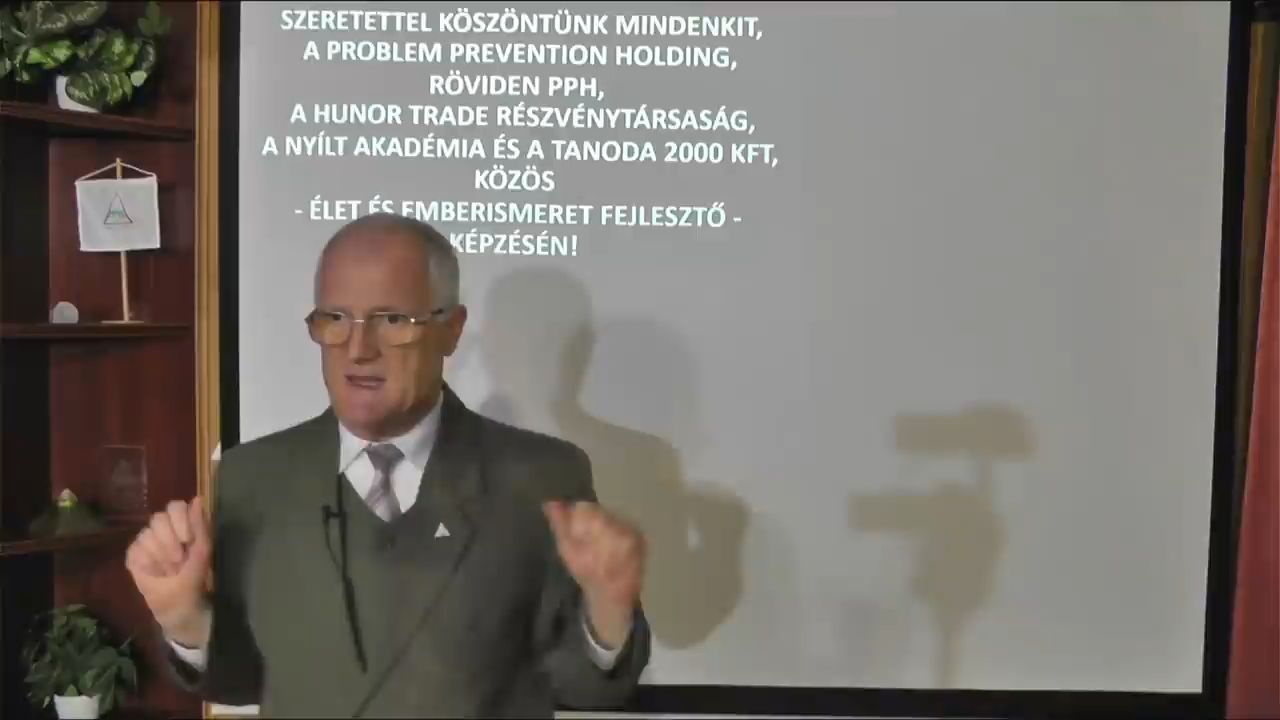 SZERETETTEL KÖSZÖNTÜNK MINDENKIT,
A PROBLEM PREVENTION HOLDING,
RÖVIDEN PPH,
A HUNOR TRADE RÉSZVÉNYTÁRSASÁG,
A NYÍLT AKADÉMIA ÉS A TANODA 2000 KFT,
KÖZÖS
- ÉLET ÉS EMBERISMERET FEJLESZTŐ -
KÉPZÉSÉN!